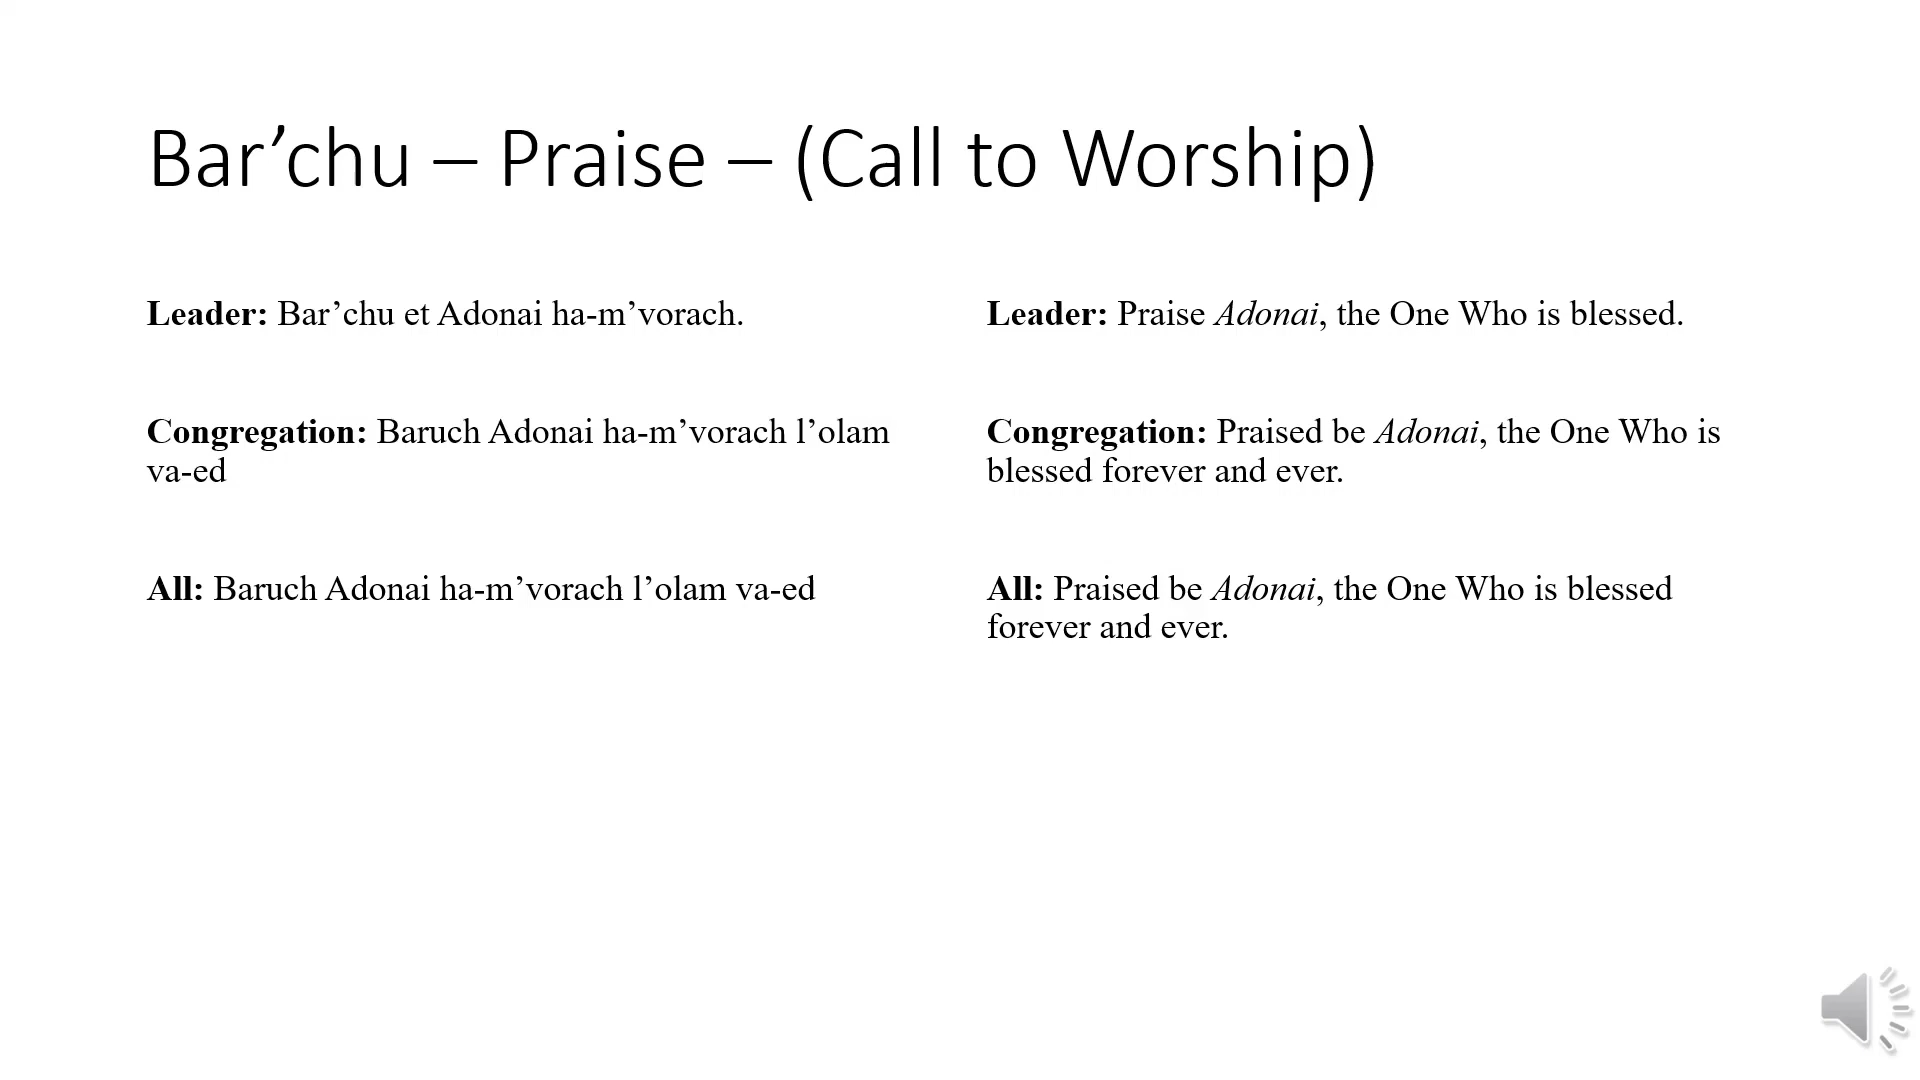 Bar’chu – Praise – (Call to Worship)
Leader: Bar’chu et Adonai ha-m’vorach.
Congregation: Baruch Adonai ha-m’vorach l’olam
va-ed
All: Baruch Adonai ha-m’vorach l’olam va-ed
Leader: Praise Adonai, the One Who is blessed.
Congregation: Praised be Adonai, the One Who is
blessed forever and ever.
All: Praised be Adonai, the One Who is blessed
forever and ever.